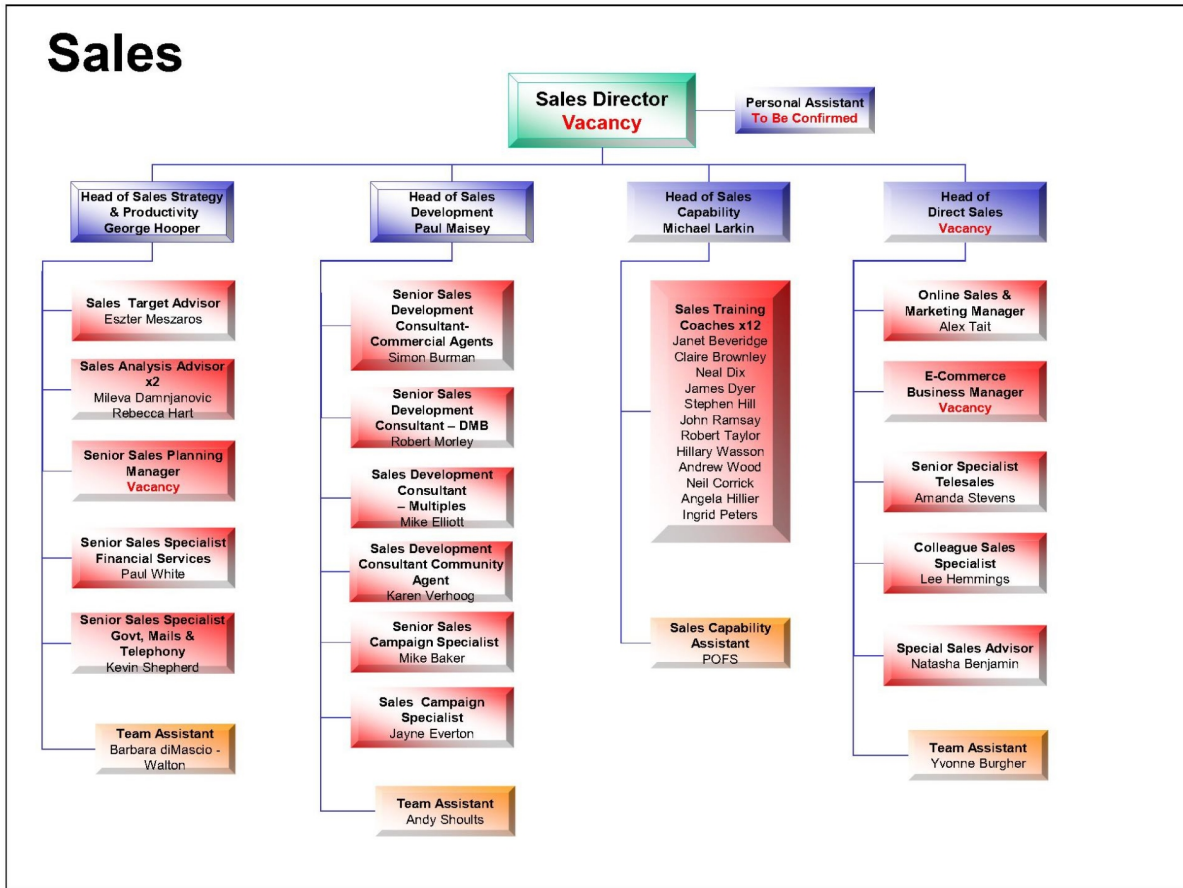 Sales
Sales Director
Vacancy
Personal Assistant
To Be Confirmed
Head of Sales Strategy
& Productivity
George Hooper
Sales Target Advisor
Eszter Meszaros
Sales Analysis Advisor
x2
Mileva Damnjanovic
Rebecca Hart
Senior Sales Planning
Manager
Vacancy
Senior Sales Specialist
Financial Services
Paul White
Senior Sales Specialist
Govt, Mails &
Telephony
Kevin Shepherd
Team Assistant
Barbara diMascio -
Walton
Head of Sales
Development
Paul Maisey
Senior Sales
Development
Consultant-
Commercial Agents
Simon Burman
Senior Sales
Development
Consultant – DMB
Robert Morley
Sales Development
Consultant
– Multiples
Mike Elliott
Sales Development
Consultant Community
Agent
Karen Verhoog
Senior Sales
Campaign Specialist
Mike Baker
Sales Campaign
Specialist
Jayne Everton
Team Assistant
Andy Shoults
Head of Sales
Capability
Michael Larkin
Sales Training
Coaches x12
Janet Beveridge
Claire Brownley
Neal Dix
James Dyer
Stephen Hill
John Ramsay
Robert Taylor
Hillary Wasson
Andrew Wood
Neil Corrick
Angela Hillier
Ingrid Peters
Sales Capability
Assistant
POFS
Head of
Direct Sales
Vacancy
Online Sales &
Marketing Manager
Alex Tait
E-Commerce
Business Manager
Vacancy
Senior Specialist
Telesales
Amanda Stevens
Colleague Sales
Specialist
Lee Hemmings
Special Sales Advisor
Natasha Benjamin
Team Assistant
Yvonne Burgher